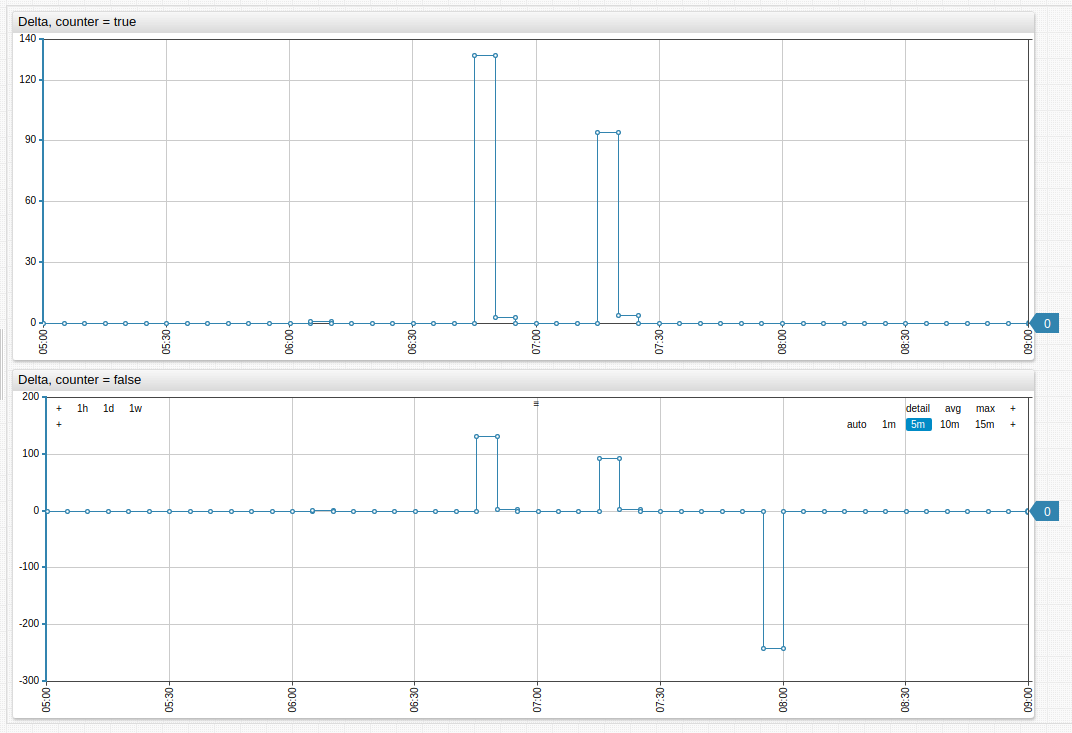 Delta, counter = true
140
120
90
60
30
0
0
05:00 05:30 06:00 06:30 07:00 07:30 08:00 08:30 09:00
Delta, counter = false
200
+ 1h 1d 1w ≡ detail avg max +
+ auto 1m 5m 10m 15m +
100
0
0
-100
-200
-300
05:00 05:30 06:00 06:30 07:00 07:30 08:00 08:30 09:00